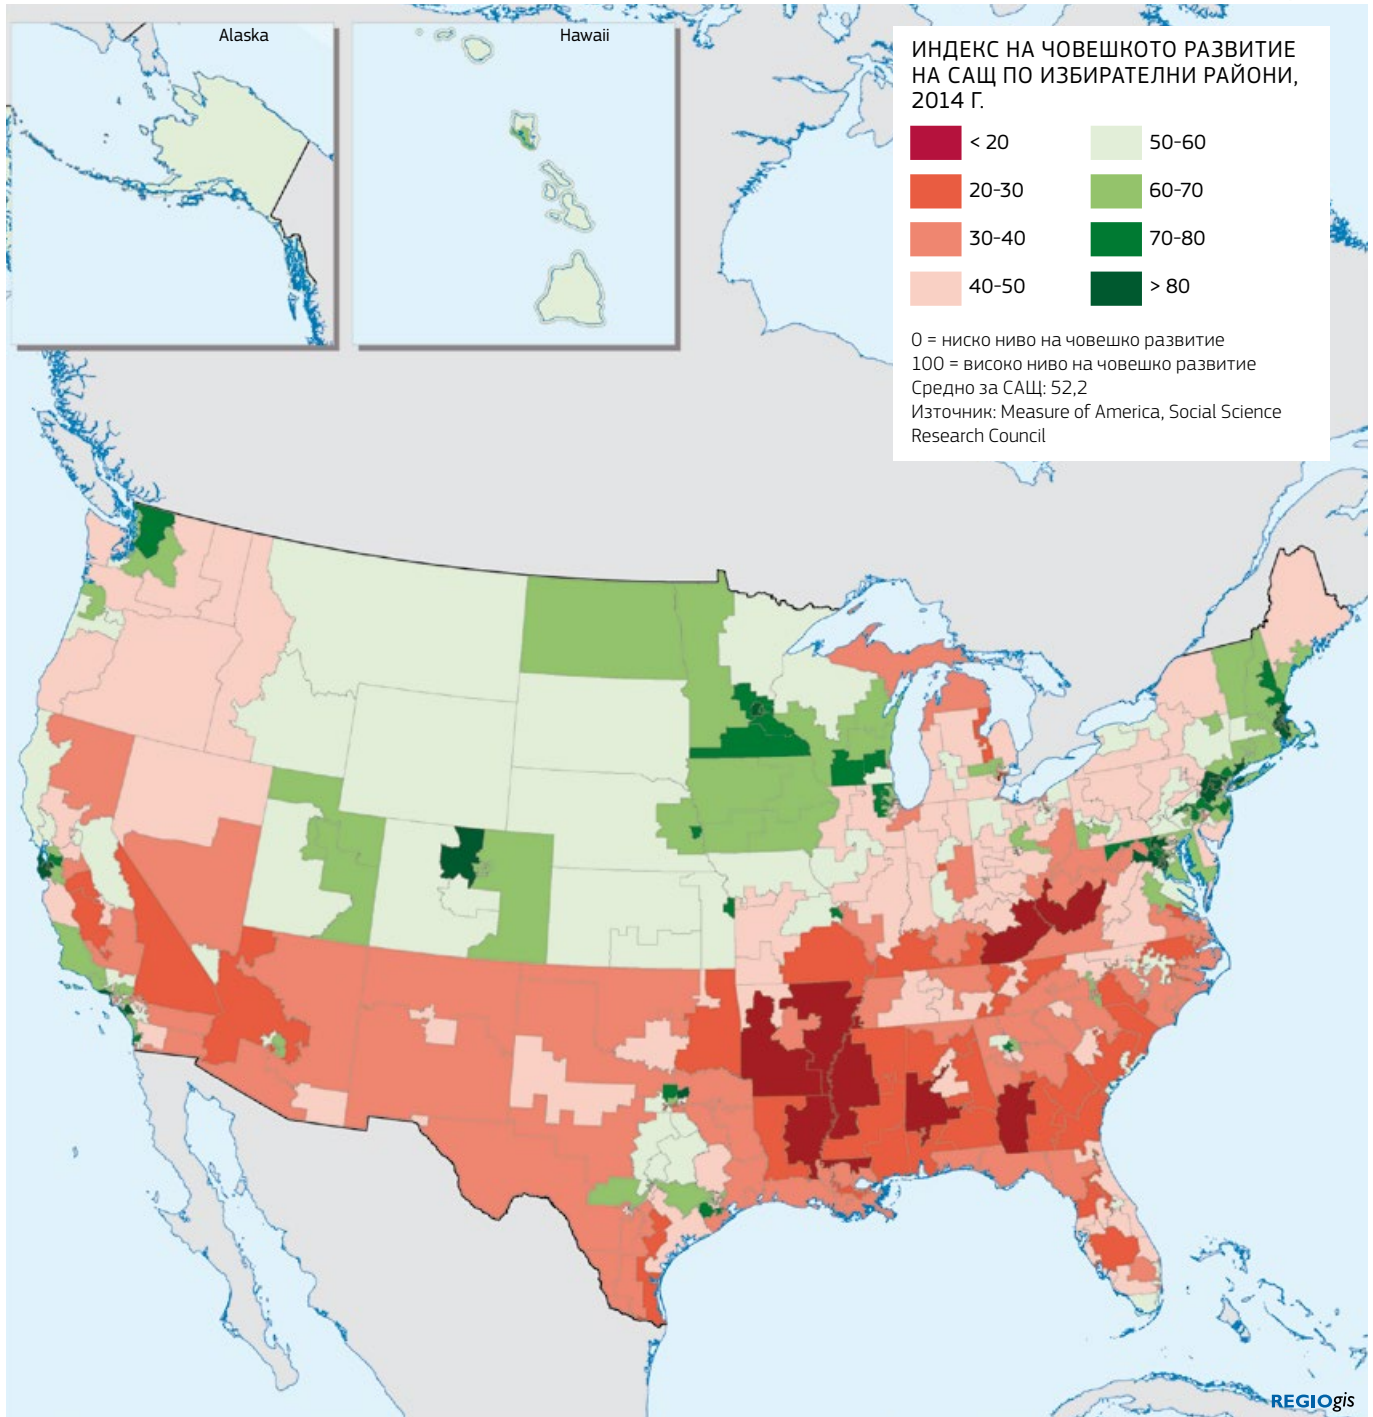 Alaska
Hawaii
ИНДЕКС НА ЧОВЕШКОТО РАЗВИТИЕ
НА САЩ ПО ИЗБИРАТЕЛНИ РАЙОНИ,
2014 Г.
< 20
50-60
20-30
60-70
30-40
70-80
40-50
> 80
0 = ниско ниво на човешко развитие
100 = високо ниво на човешко развитие
Средно за САЩ: 52,2
Източник: Measure of America, Social Science
Research Council
REGIOgis